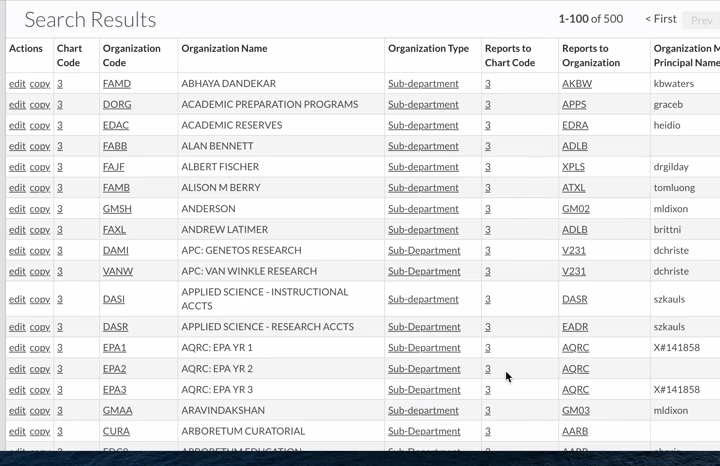 Search Results 1-100 of 500 < First Prev
Actions Chart Code Organization Code Organization Name Organization Type Reports to Chart Code Reports to Organization Organization M Principal Name
edit copy 3 FAMD ABHAYA DANDEKAR Sub-department 3 AKBW kbwaters
edit copy 3 DORG ACADEMIC PREPARATION PROGRAMS Sub-department 3 APPS graceb
edit copy 3 EDAC ACADEMIC RESERVES Sub-department 3 EDRA heidio
edit copy 3 FABB ALAN BENNETT Sub-department 3 ADLB
edit copy 3 FAJF ALBERT FISCHER Sub-department 3 XPLS drgilday
edit copy 3 FAMB ALISON M BERRY Sub-department 3 ATXL tomluong
edit copy 3 GMSH ANDERSON Sub-department 3 GM02 mldixon
edit copy 3 FAXL ANDREW LATIMER Sub-department 3 ADLB brittni
edit copy 3 DAMI APC: GENETOS RESEARCH Sub-Department 3 V231 dchriste
edit copy 3 VANW APC: VAN WINKLE RESEARCH Sub-Department 3 V231 dchriste
edit copy 3 DASI APPLIED SCIENCE - INSTRUCTIONAL ACCTS Sub-department 3 DASR szkauls
edit copy 3 DASR APPLIED SCIENCE - RESEARCH ACCTS Sub-Department 3 EADR szkauls
edit copy 3 EPA1 AQRC: EPA YR 1 Sub-Department 3 AQRC X#141858
edit copy 3 EPA2 AQRC: EPA YR 2 Sub-Department 3 AQRC
edit copy 3 EPA3 AQRC: EPA YR 3 Sub-Department 3 AQRC X#141858
edit copy 3 GMAA ARAVINDAKSHAN Sub-department 3 GM03 mldixon
edit copy 3 CURA ARBORETUM CURATORIAL Sub-Department 3 AARB